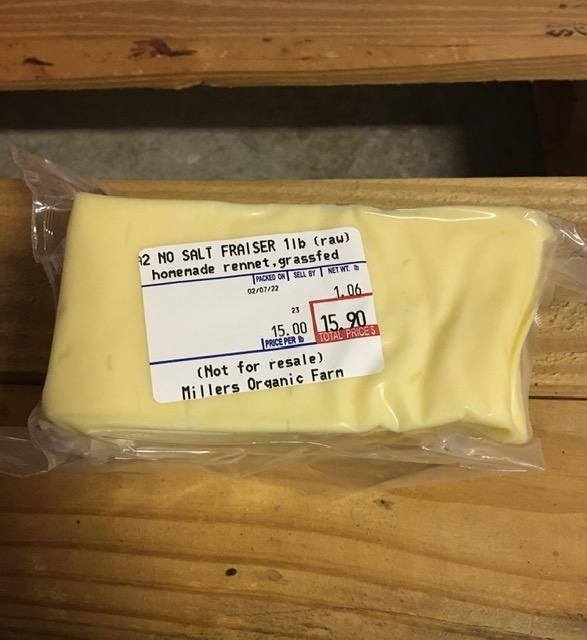 A2 NO SALT FRAISER 1lb (raw)
homemade rennet,grassfed
PACKED ON SELL BY NET WT. lb
02/07/22 1.06
23
15.00 15.90
PRICE PER lb TOTAL PRICE $
(Not for resale)
Millers Organic Farm